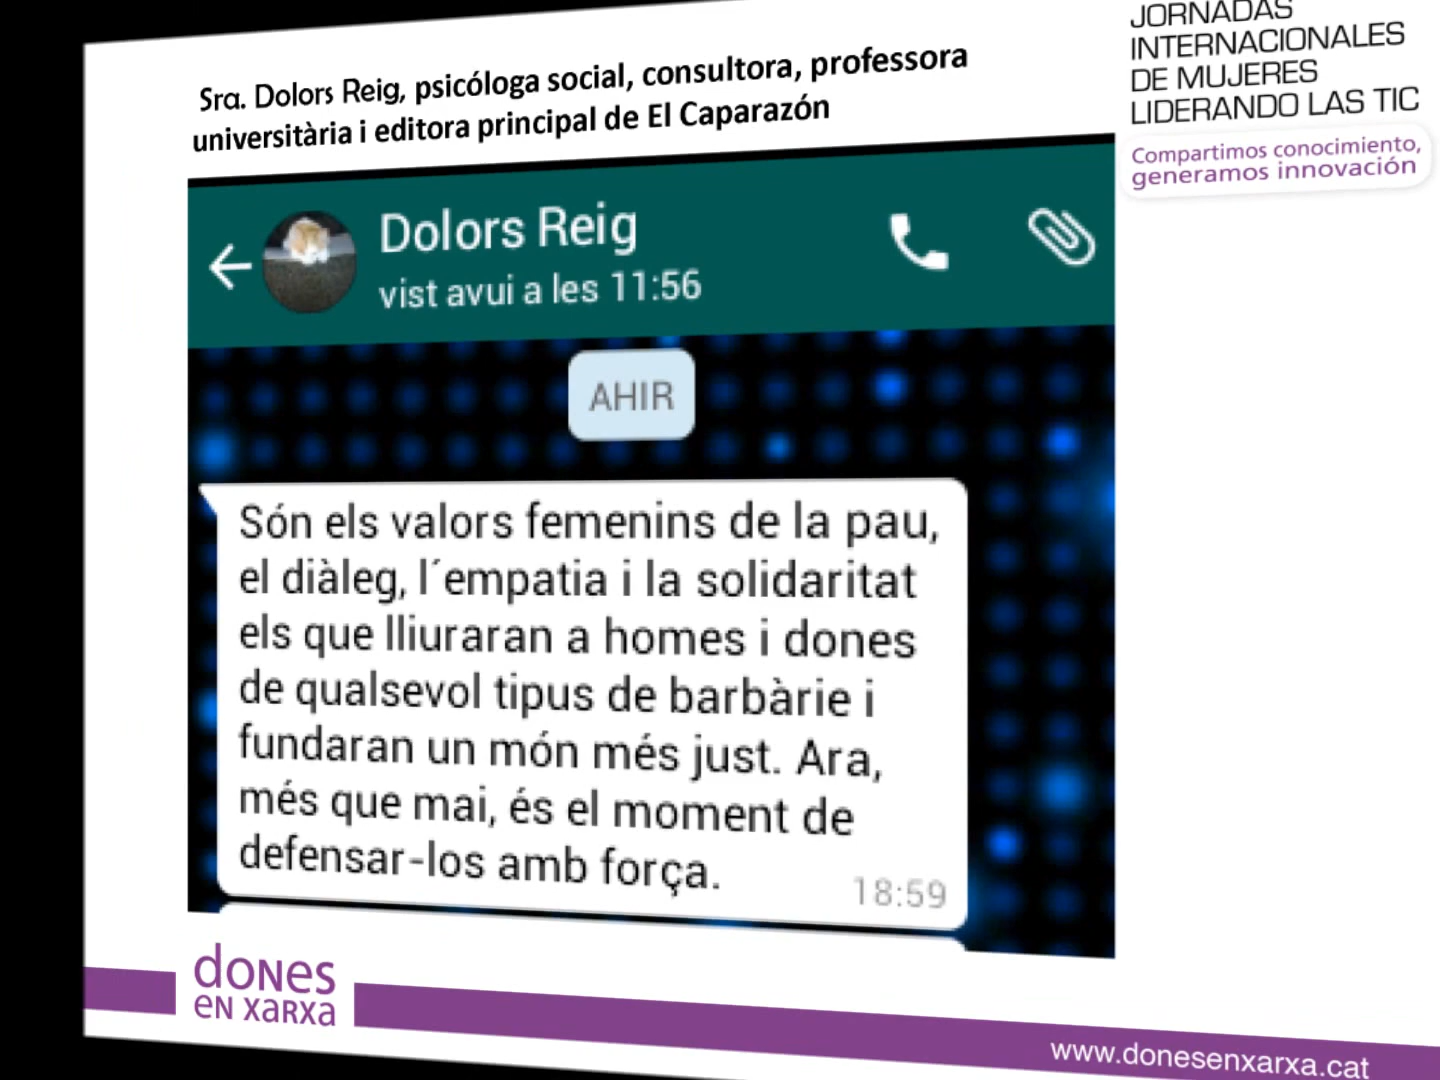 Sra. Dolors Reig, psicóloga social, consultora, professora
universitària i editora principal de El Caparazón
JORNADAS
INTERNACIONALES
DE MUJERES
LIDERANDO LAS TIC
Compartimos conocimiento,
generamos innovación
Dolors Reig
vist avui a les 11:56
AHIR
Són els valors femenins de la pau,
el diàleg, l´empatia i la solidaritat
els que lliuraran a homes i dones
de qualsevol tipus de barbàrie i
fundaran un món més just. Ara,
més que mai, és el moment de
defensar-los amb força.
18:59
doNes
eN xaRxa
www.donesenxarxa.cat